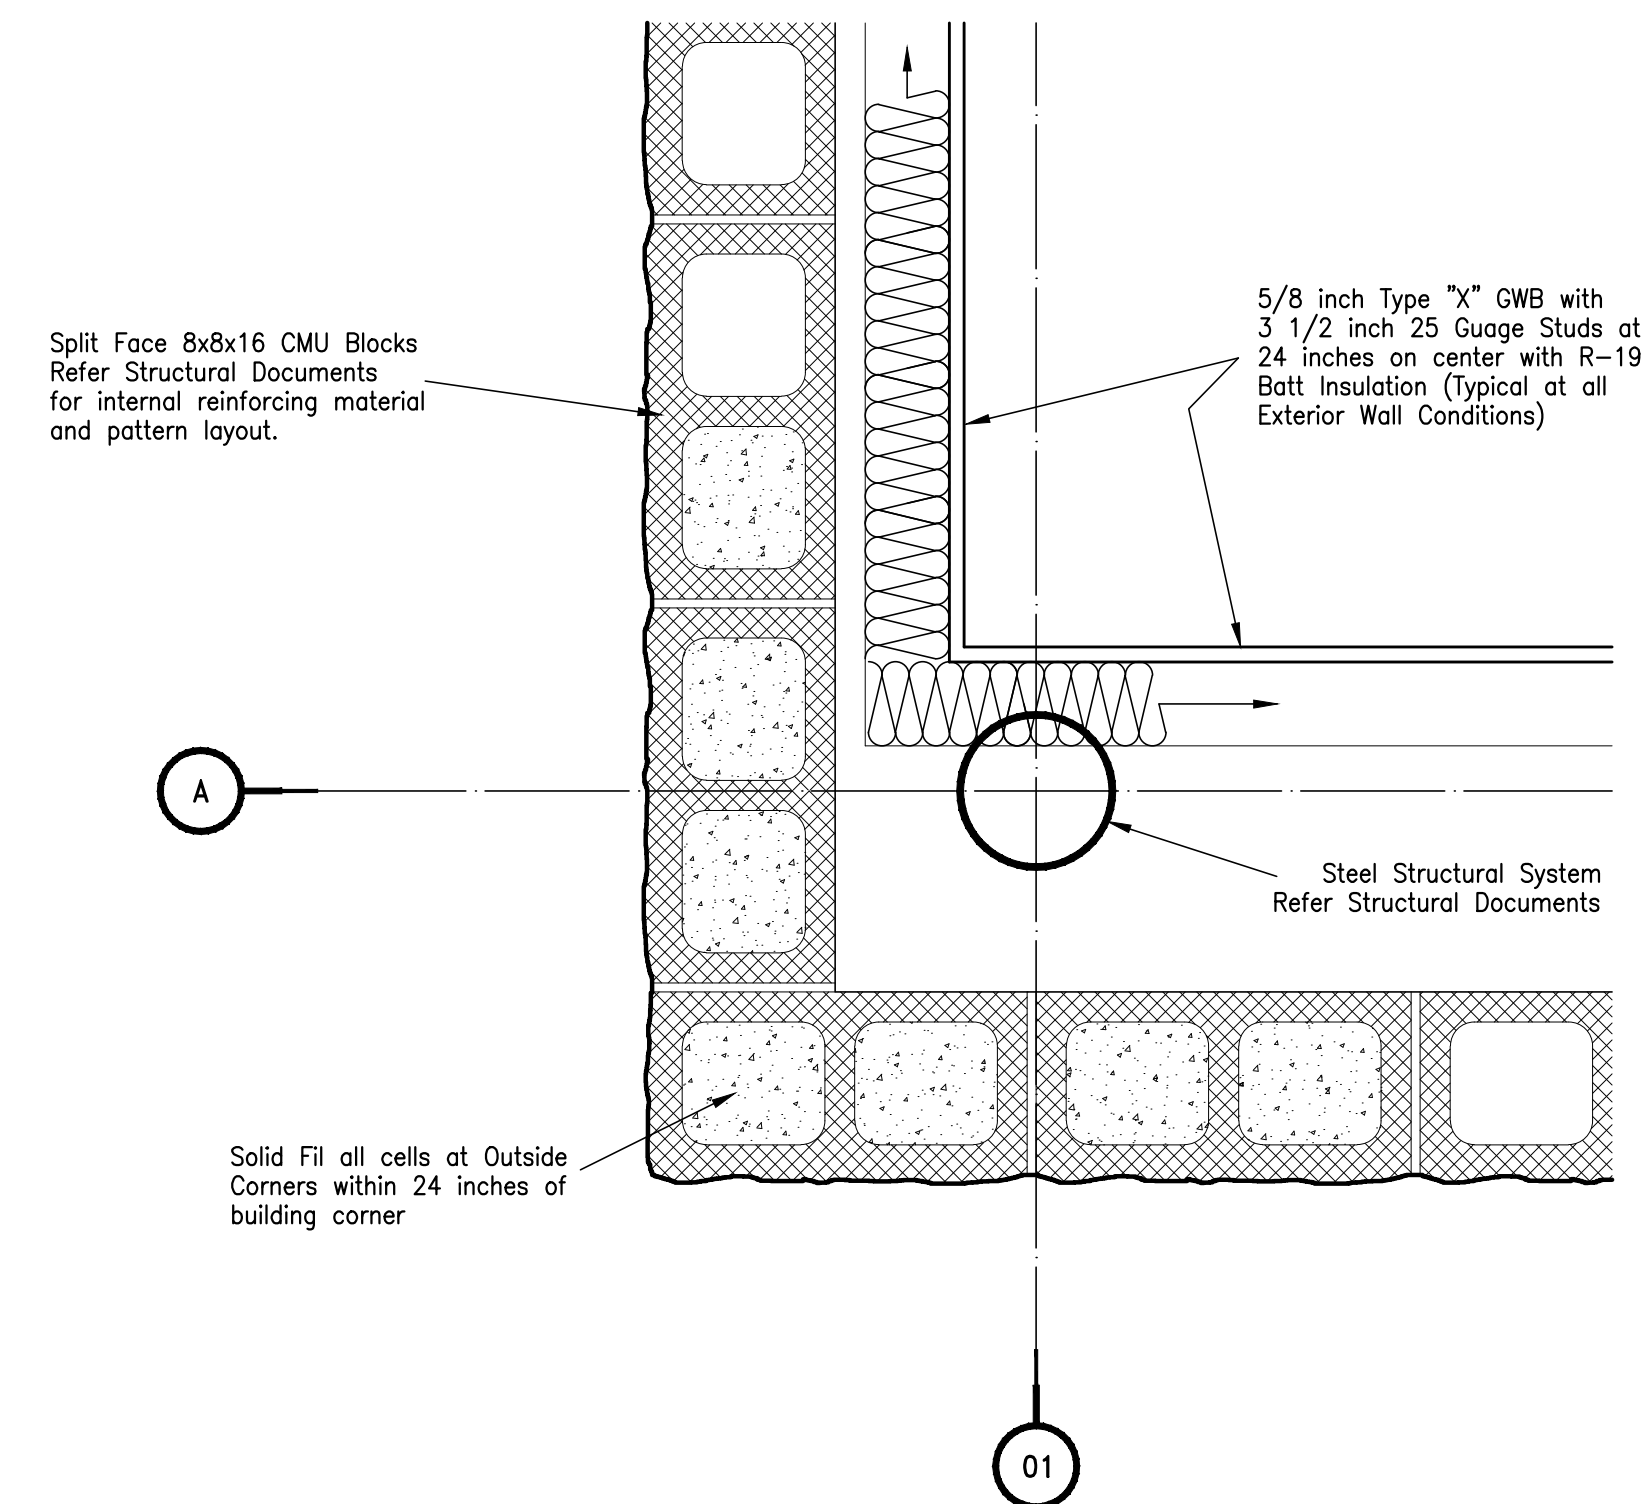 5/8 inch Type "X" GWB with
3 1/2 inch 25 Guage Studs at
24 inches on center with R-19
Batt Insulation (Typical at all
Exterior Wall Conditions)
Split Face 8x8x16 CMU Blocks
Refer Structural Documents
for internal reinforcing material
and pattern layout.
A
Steel Structural System
Refer Structural Documents
Solid Fil all cells at Outside
Corners within 24 inches of
building corner
01